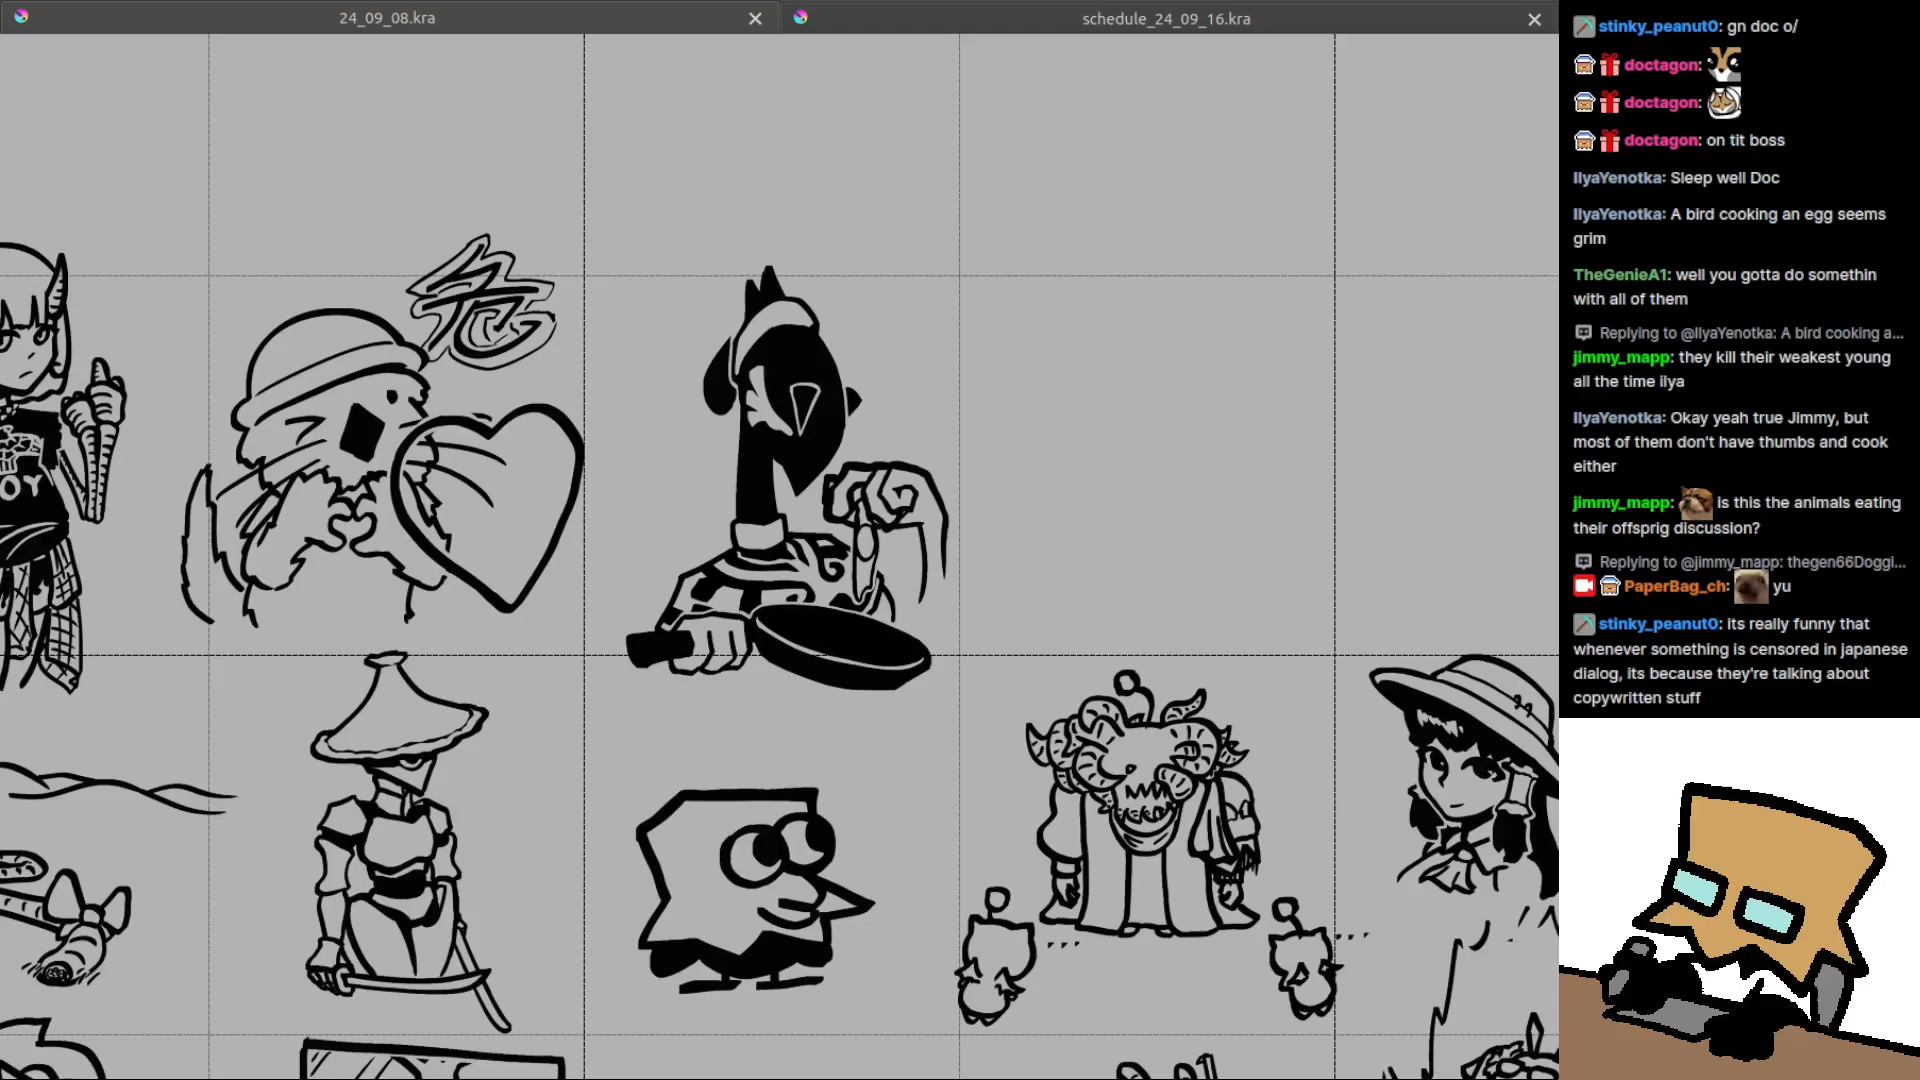 24_09_08.kra
schedule_24_09_16.kra
OY
stinky_peanut0: gn doc o/
doctagon:
doctagon:
doctagon: on tit boss
IlyaYenotka: Sleep well Doc
IlyaYenotka: A bird cooking an egg seems
grim
TheGenieA1: well you gotta do somethin
with all of them
Replying to @IlyaYenotka: A bird cooking a...
jimmy_mapp: they kill their weakest young
all the time ilya
IlyaYenotka: Okay yeah true Jimmy, but
most of them don't have thumbs and cook
either
jimmy_mapp: is this the animals eating
their offsprig discussion?
Replying to @jimmy_mapp: thegen66Doggi...
PaperBag_ch: yu
stinky_peanut0: its really funny that
whenever something is censored in japanese
dialog, its because they're talking about
copywritten stuff